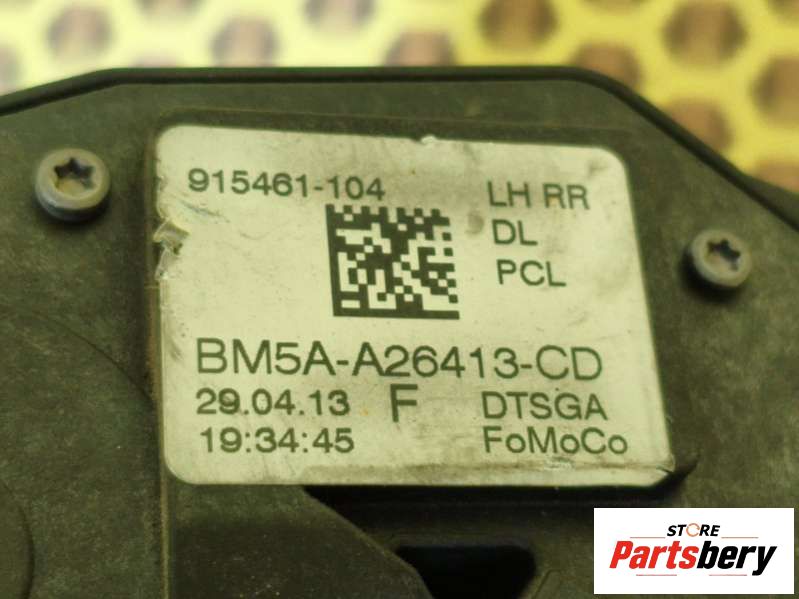 915461-104
LH RR
DL
PCL
BM5A-A26413-CD
29.04.13 F DTSGA
19:34:45 FoMoCo
STORE
Partsbery